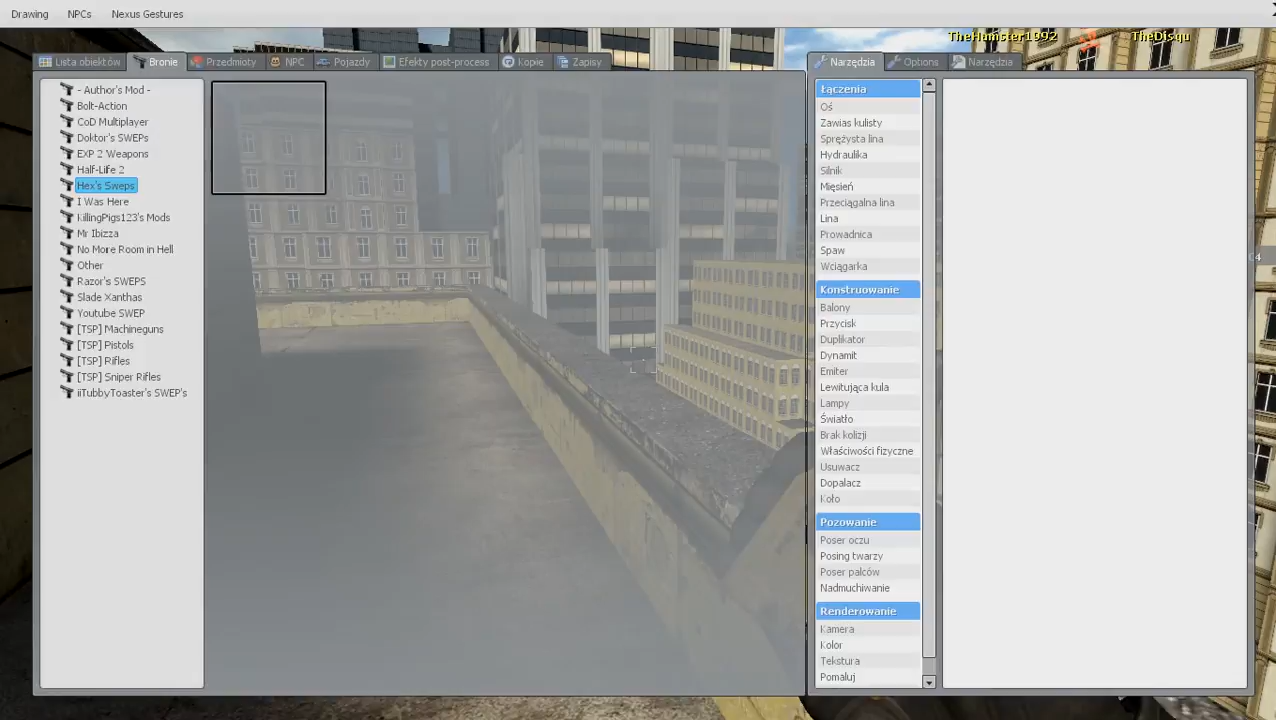 Drawing NPCs Nexus Gestures
TheHamster1392 TheDisqu
Lista obiektów Bronie Przedmioty NPC Pojazdy Efekty post-process Kopie Zapisy
Narzędzia Options Narzędzia
- Author's Mod -
Bolt-Action
CoD Multiplayer
Doktor's SWEPs
EXP 2 Weapons
Half-Life 2
Hex's Sweps
I Was Here
KillingPigs123's Mods
Mr Ibizza
No More Room in Hell
Other
Razor's SWEPS
Slade Xanthas
Youtube SWEP
[TSP] Machineguns
[TSP] Pistols
[TSP] Rifles
[TSP] Sniper Rifles
iiTubbyToaster's SWEP's
Łączenia
Oś
Zawias kulisty
Sprężysta lina
Hydraulika
Silnik
Mięsień
Przeciągalna lina
Lina
Prowadnica
Spaw
Wciągarka
Konstruowanie
Balony
Przycisk
Duplikator
Dynamit
Emiter
Lewitująca kula
Lampy
Światło
Brak kolizji
Właściwości fizyczne
Usuwacz
Dopalacz
Koło
Pozowanie
Poser oczu
Posing twarzy
Poser palców
Nadmuchiwanie
Renderowanie
Kamera
Kolor
Tekstura
Pomaluj
C4